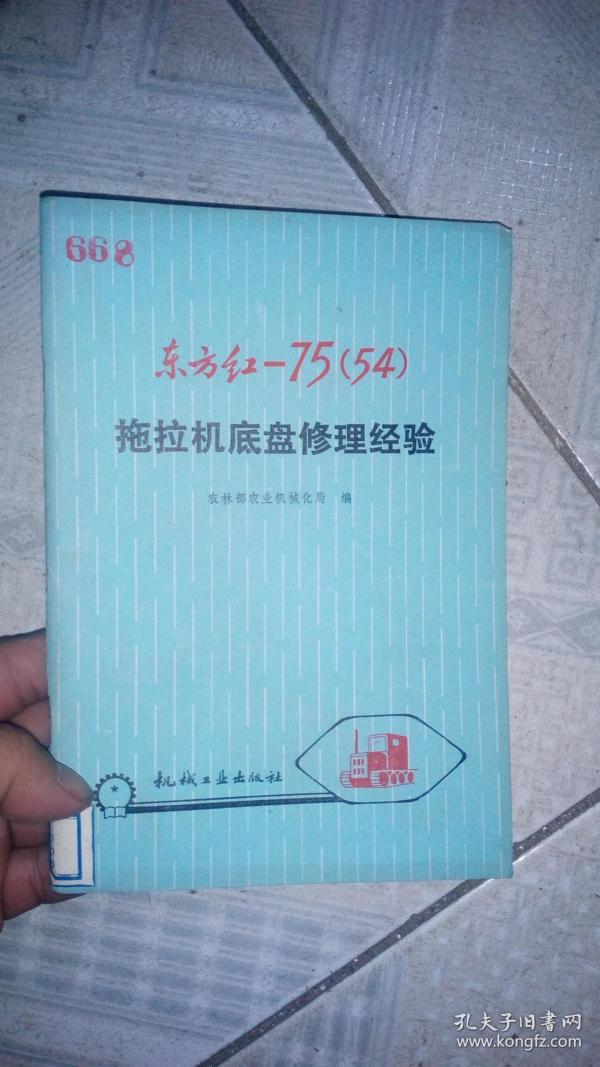 668
东方红-75(54)
拖拉机底盘修理经验
农林部农业机械化局 编
机械工业出版社
孔夫子旧书网
www.kongfz.com